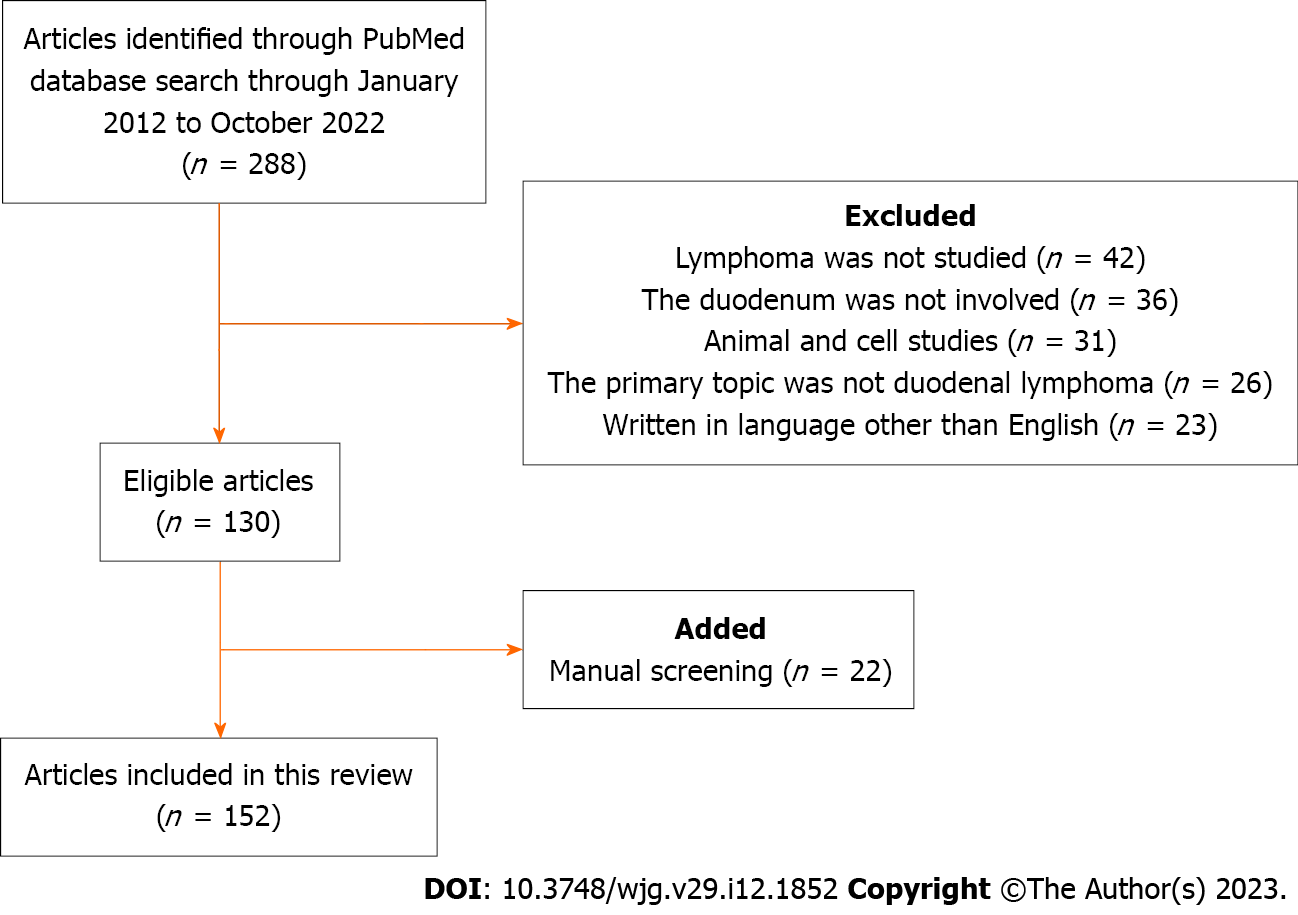 Articles identified through PubMed
database search through January
2012 to October 2022
(n = 288)
Excluded
Lymphoma was not studied (n = 42)
The duodenum was not involved (n = 36)
Animal and cell studies (n = 31)
The primary topic was not duodenal lymphoma (n = 26)
Written in language other than English (n = 23)
Eligible articles
(n = 130)
Added
Manual screening (n = 22)
Articles included in this review
(n = 152)
DOI: 10.3748/wjg.v29.i12.1852 Copyright ©The Author(s) 2023.